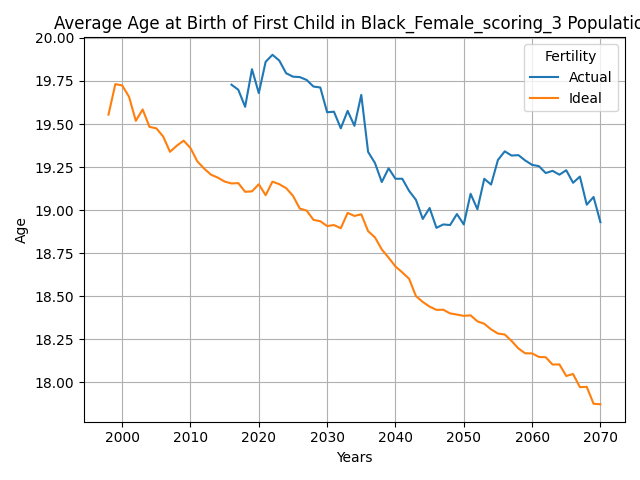 Average Age at Birth of First Child in Black_Female_scoring_3 Populatio
Fertility
Actual
Ideal
20.00
19.75
19.50
19.25
19.00
18.75
18.50
18.25
18.00
Age
2000 2010 2020 2030 2040 2050 2060 2070
Years